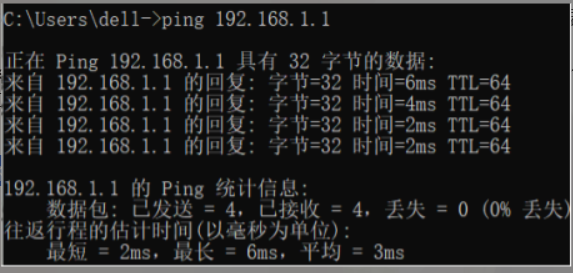 C:\Users\dell->ping 192.168.1.1
正在 Ping 192.168.1.1 具有 32 字节的数据:
来自 192.168.1.1 的回复: 字节=32 时间=6ms TTL=64
来自 192.168.1.1 的回复: 字节=32 时间=4ms TTL=64
来自 192.168.1.1 的回复: 字节=32 时间=2ms TTL=64
来自 192.168.1.1 的回复: 字节=32 时间=2ms TTL=64
192.168.1.1 的 Ping 统计信息:
数据包: 已发送 = 4, 已接收 = 4, 丢失 = 0 (0% 丢失)
往返行程的估计时间(以毫秒为单位):
最短 = 2ms, 最长 = 6ms, 平均 = 3ms